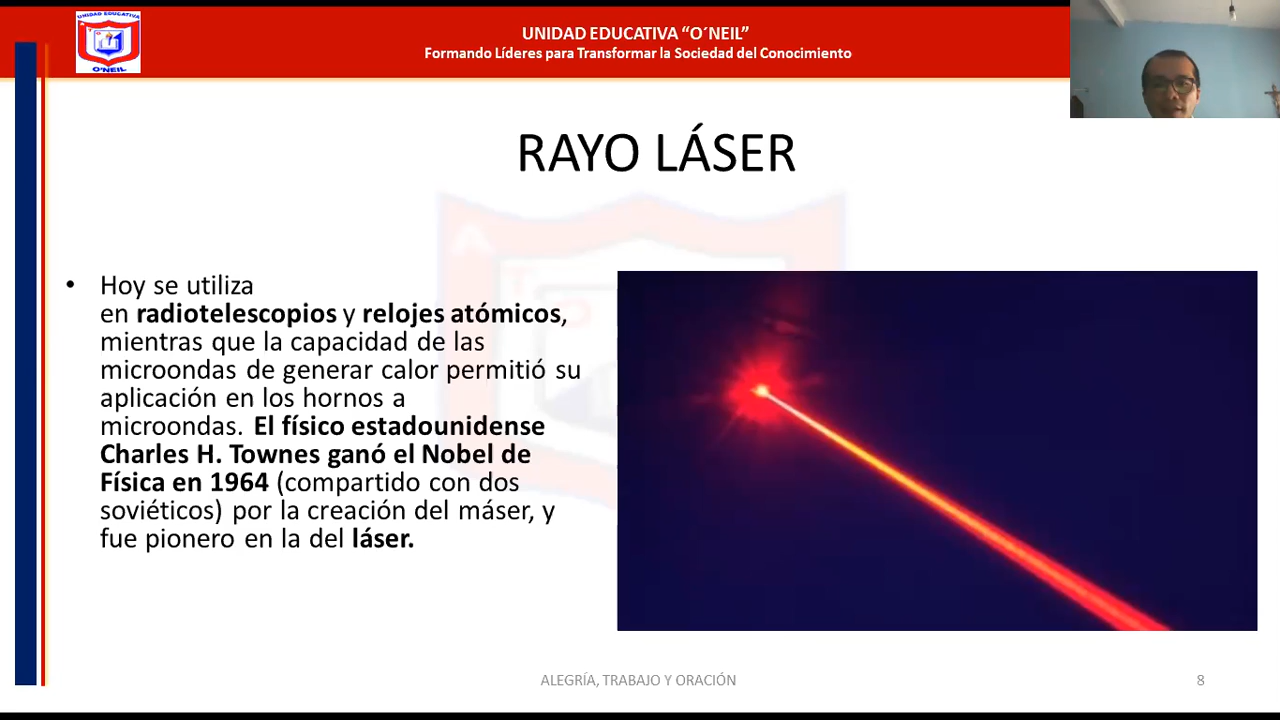 UNIDAD EDUCATIVA
O´NEIL
UNIDAD EDUCATIVA “O´NEIL”
Formando Líderes para Transformar la Sociedad del Conocimiento
RAYO LÁSER
• Hoy se utiliza
en radiotelescopios y relojes atómicos,
mientras que la capacidad de las
microondas de generar calor permitió su
aplicación en los hornos a
microondas. El físico estadounidense
Charles H. Townes ganó el Nobel de
Física en 1964 (compartido con dos
soviéticos) por la creación del máser, y
fue pionero en la del láser.
ALEGRÍA, TRABAJO Y ORACIÓN
8